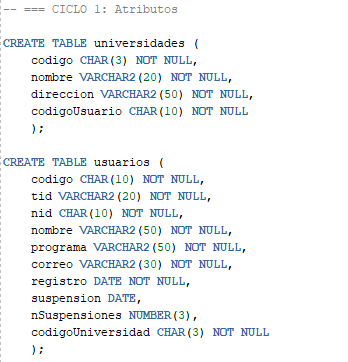 -- === CICLO 1: Atributos
CREATE TABLE universidades (
codigo CHAR(3) NOT NULL,
nombre VARCHAR2(20) NOT NULL,
direccion VARCHAR2(50) NOT NULL,
codigoUsuario CHAR(10) NOT NULL
);
CREATE TABLE usuarios (
codigo CHAR(10) NOT NULL,
tid VARCHAR2(20) NOT NULL,
nid CHAR(10) NOT NULL,
nombre VARCHAR2(50) NOT NULL,
programa VARCHAR2(50) NOT NULL,
correo VARCHAR2(30) NOT NULL,
registro DATE NOT NULL,
suspension DATE,
nSuspensiones NUMBER(3),
codigoUniversidad CHAR(3) NOT NULL
);